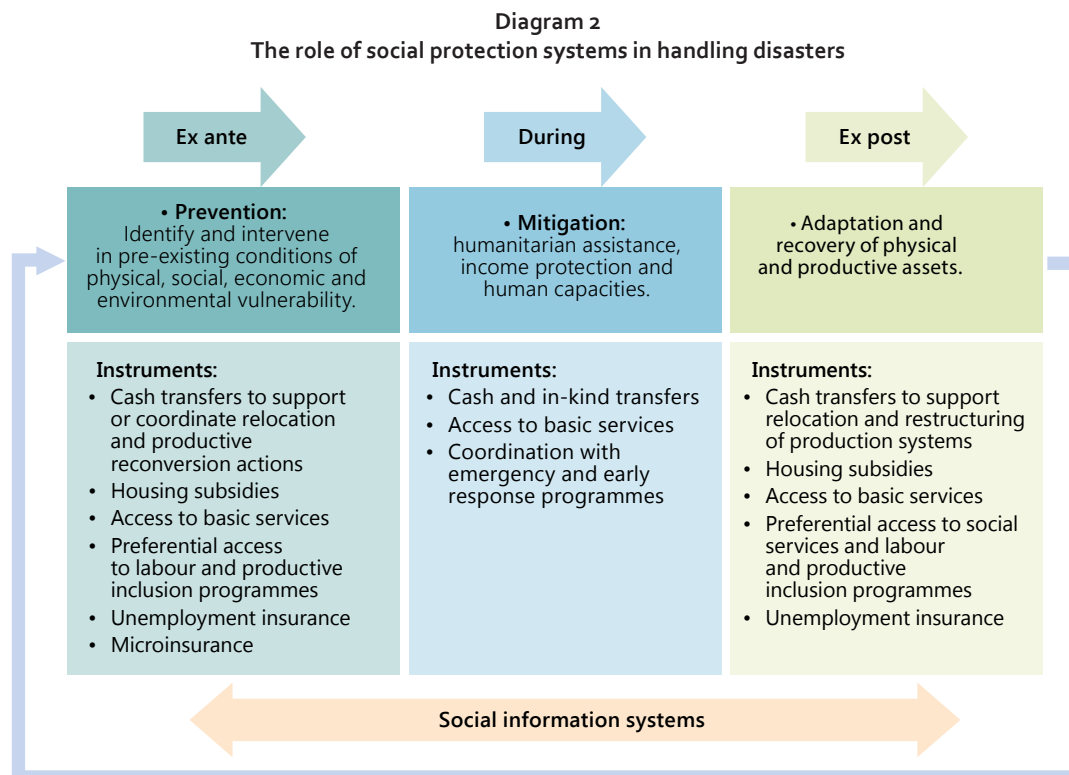 Diagram 2
The role of social protection systems in handling disasters
Ex ante
During
Ex post
• Prevention:
Identify and intervene
in pre-existing conditions of
physical, social, economic and
environmental vulnerability.
• Mitigation:
humanitarian assistance,
income protection and
human capacities.
• Adaptation and
recovery of physical
and productive assets.
Instruments:
• Cash transfers to support
or coordinate relocation
and productive
reconversion actions
• Housing subsidies
• Access to basic services
• Preferential access
to labour and productive
inclusion programmes
• Unemployment insurance
• Microinsurance
Instruments:
• Cash and in-kind transfers
• Access to basic services
• Coordination with
emergency and early
response programmes
Instruments:
• Cash transfers to support
relocation and restructuring
of production systems
• Housing subsidies
• Access to basic services
• Preferential access to social
services and labour
and productive
inclusion programmes
• Unemployment insurance
Social information systems